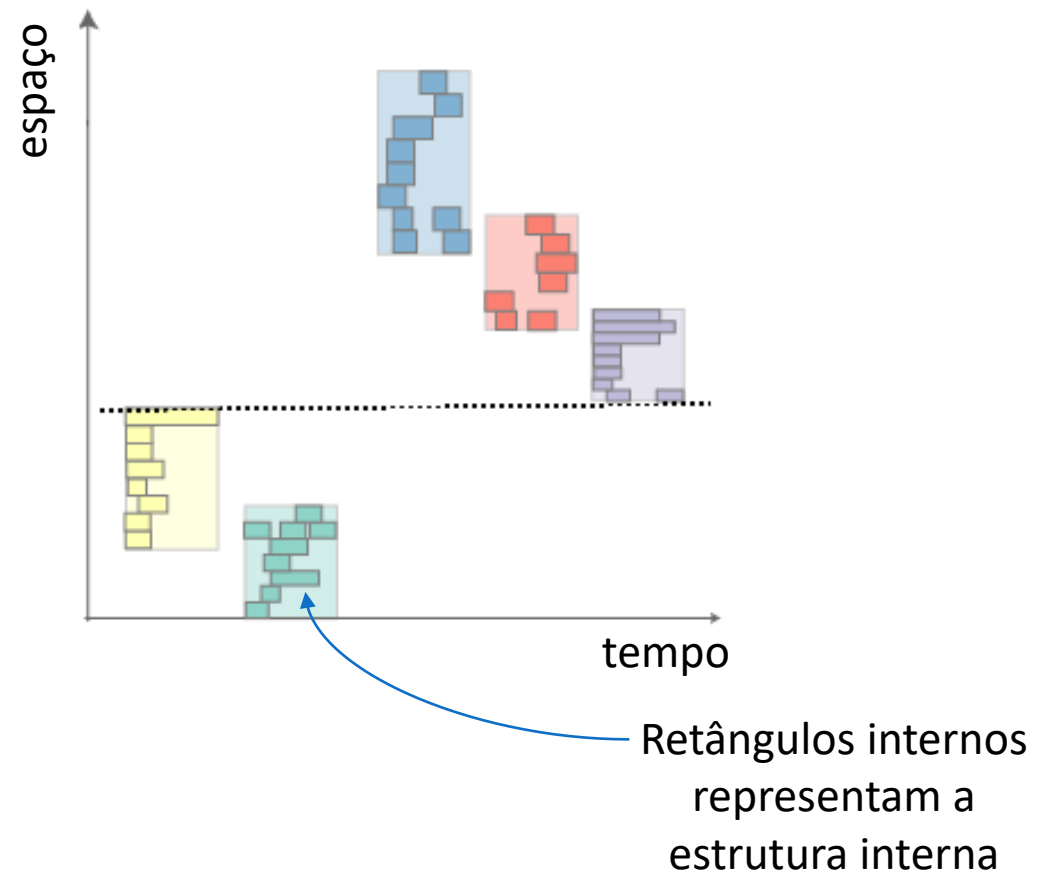 espaço
tempo
Retângulos internos
representam a
estrutura interna